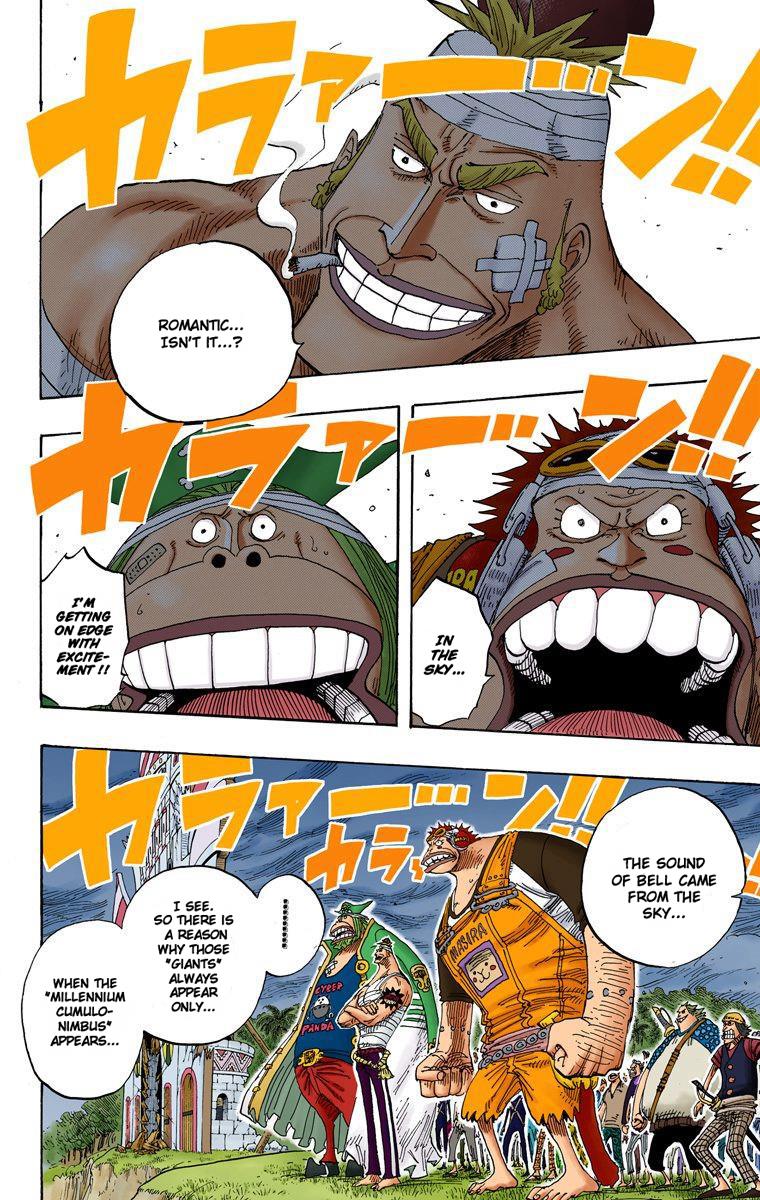 カラァーーン!!
ROMANTIC...
ISN'T IT...?
カラァーーン!!
IN
THE
SKY...
I'M
GETTING
ON EDGE
WITH
EXCITE-
MENT !!
カラァーーン!!
カラァ
THE SOUND
OF BELL CAME
FROM THE
SKY...
I SEE.
SO THERE IS
A REASON
WHY THOSE
"GIANTS"
ALWAYS
APPEAR
ONLY...
WHEN THE
"MILLENNIUM
CUMULO-
NIMBUS"
APPEARS...
MASIRA
CYBER
PANDA